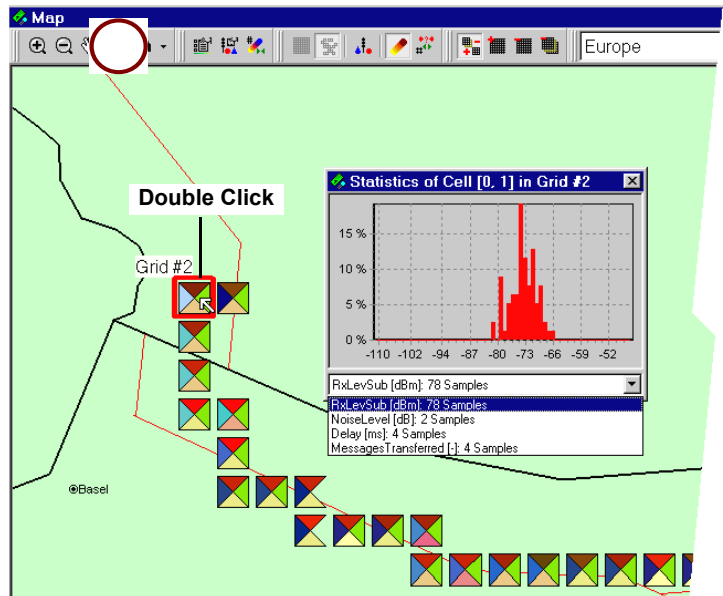 Map
Europe
Double Click
Grid #2
Statistics of Cell [0, 1] in Grid #2
15 %
10 %
5 %
0 %
-110 -102 -94 -87 -80 -73 -66 -59 -52
RxLevSub [dBm]: 78 Samples
RxLevSub [dBm]: 78 Samples
NoiseLevel [dB]: 2 Samples
Delay [ms]: 4 Samples
MessagesTransferred [-]: 4 Samples
Basel